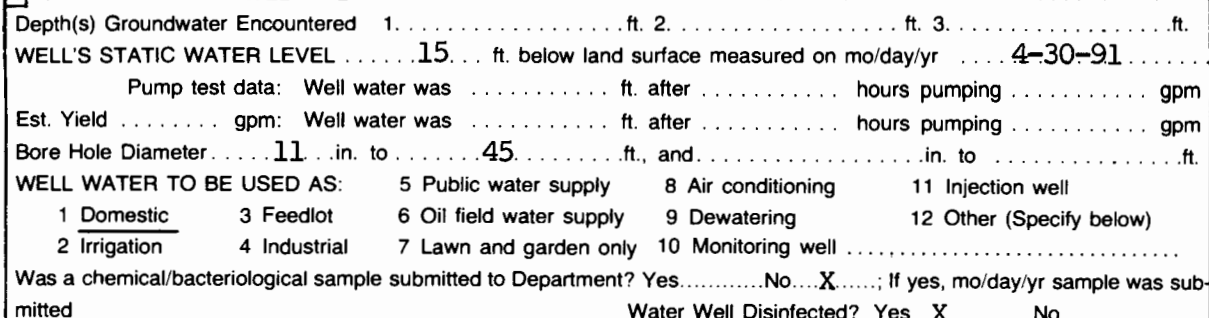 Depth(s) Groundwater Encountered 1. . . . . . . . . . . . . . . . . . . .ft. 2. . . . . . . . . . . . . . . . . . . .ft. 3. . . . . . . . . . . . . . . . . . .ft.
WELL'S STATIC WATER LEVEL . . . . . . 15. . . ft. below land surface measured on mo/day/yr . . . . 4-30-91 . . . . . . .
Pump test data: Well water was . . . . . . . . . . . ft. after . . . . . . . . . . . hours pumping . . . . . . . . . . . gpm
Est. Yield . . . . . . . . gpm: Well water was . . . . . . . . . . . ft. after . . . . . . . . . . . hours pumping . . . . . . . . . . . gpm
Bore Hole Diameter. . . . . 11. . .in. to . . . . . . 45. . . . . . . . .ft., and. . . . . . . . . . . . . . . . . . .in. to . . . . . . . . . . . . . . . .ft.
WELL WATER TO BE USED AS: 5 Public water supply 8 Air conditioning 11 Injection well
1 Domestic 3 Feedlot 6 Oil field water supply 9 Dewatering 12 Other (Specify below)
2 Irrigation 4 Industrial 7 Lawn and garden only 10 Monitoring well . . . . . . . . . . . . . . . . . . . . . . . . . . . . .
Was a chemical/bacteriological sample submitted to Department? Yes............No....X......; If yes, mo/day/yr sample was sub-
mitted Water Well Disinfected? Yes X No